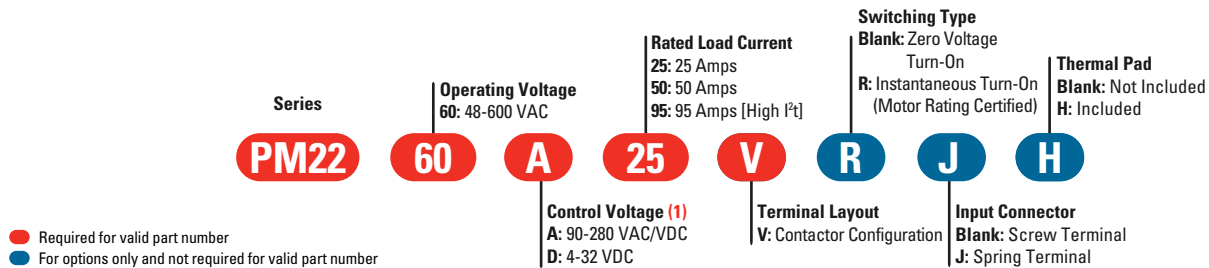 Switching Type
Blank: Zero Voltage
Turn-On
R: Instantaneous Turn-On
(Motor Rating Certified)
Rated Load Current
25: 25 Amps
50: 50 Amps
95: 95 Amps [High I²t]
Thermal Pad
Blank: Not Included
H: Included
Operating Voltage
60: 48-600 VAC
Series
PM22 60 A 25 V R J H
Control Voltage (1)
A: 90-280 VAC/VDC
D: 4-32 VDC
Terminal Layout
V: Contactor Configuration
Input Connector
Blank: Screw Terminal
J: Spring Terminal
Required for valid part number
For options only and not required for valid part number